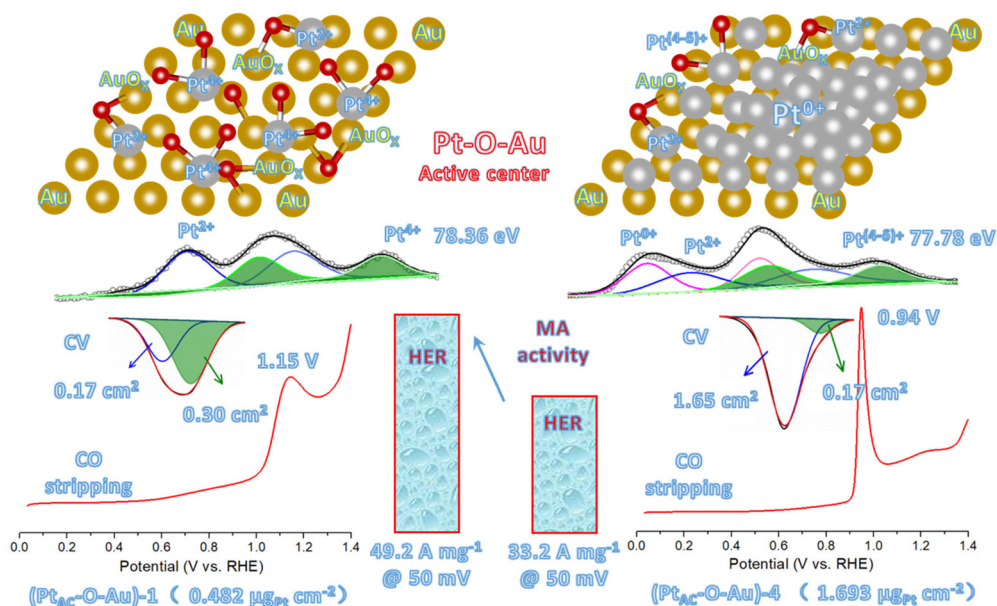 Au
Pt2+
Au
AuOx
AuOx
Pt4+
Pt4+
Pt2+
Pt4+
AuOx
Pt4+
AuOx
Au
Au
Pt-O-Au
Active center
Pt(4-δ)+
Pt2+
Au
AuOx
AuOx
Pt0+
Pt2+
Au
Au
Pt2+
Pt4+ 78.36 eV
Pt0+
Pt2+
Pt(4-δ)+ 77.78 eV
CV
0.17 cm2
0.30 cm2
1.15 V
CO
stripping
0.0 0.2 0.4 0.6 0.8 1.0 1.2 1.4
Potential (V vs. RHE)
(PtAC-O-Au)-1 ( 0.482 μgPt cm-2)
HER
MA
activity
HER
49.2 A mg-1
@ 50 mV
33.2 A mg-1
@ 50 mV
0.94 V
CV
1.65 cm2
0.17 cm2
CO
stripping
0.0 0.2 0.4 0.6 0.8 1.0 1.2 1.4
Potential (V vs. RHE)
(PtAC-O-Au)-4 ( 1.693 μgPt cm-2)